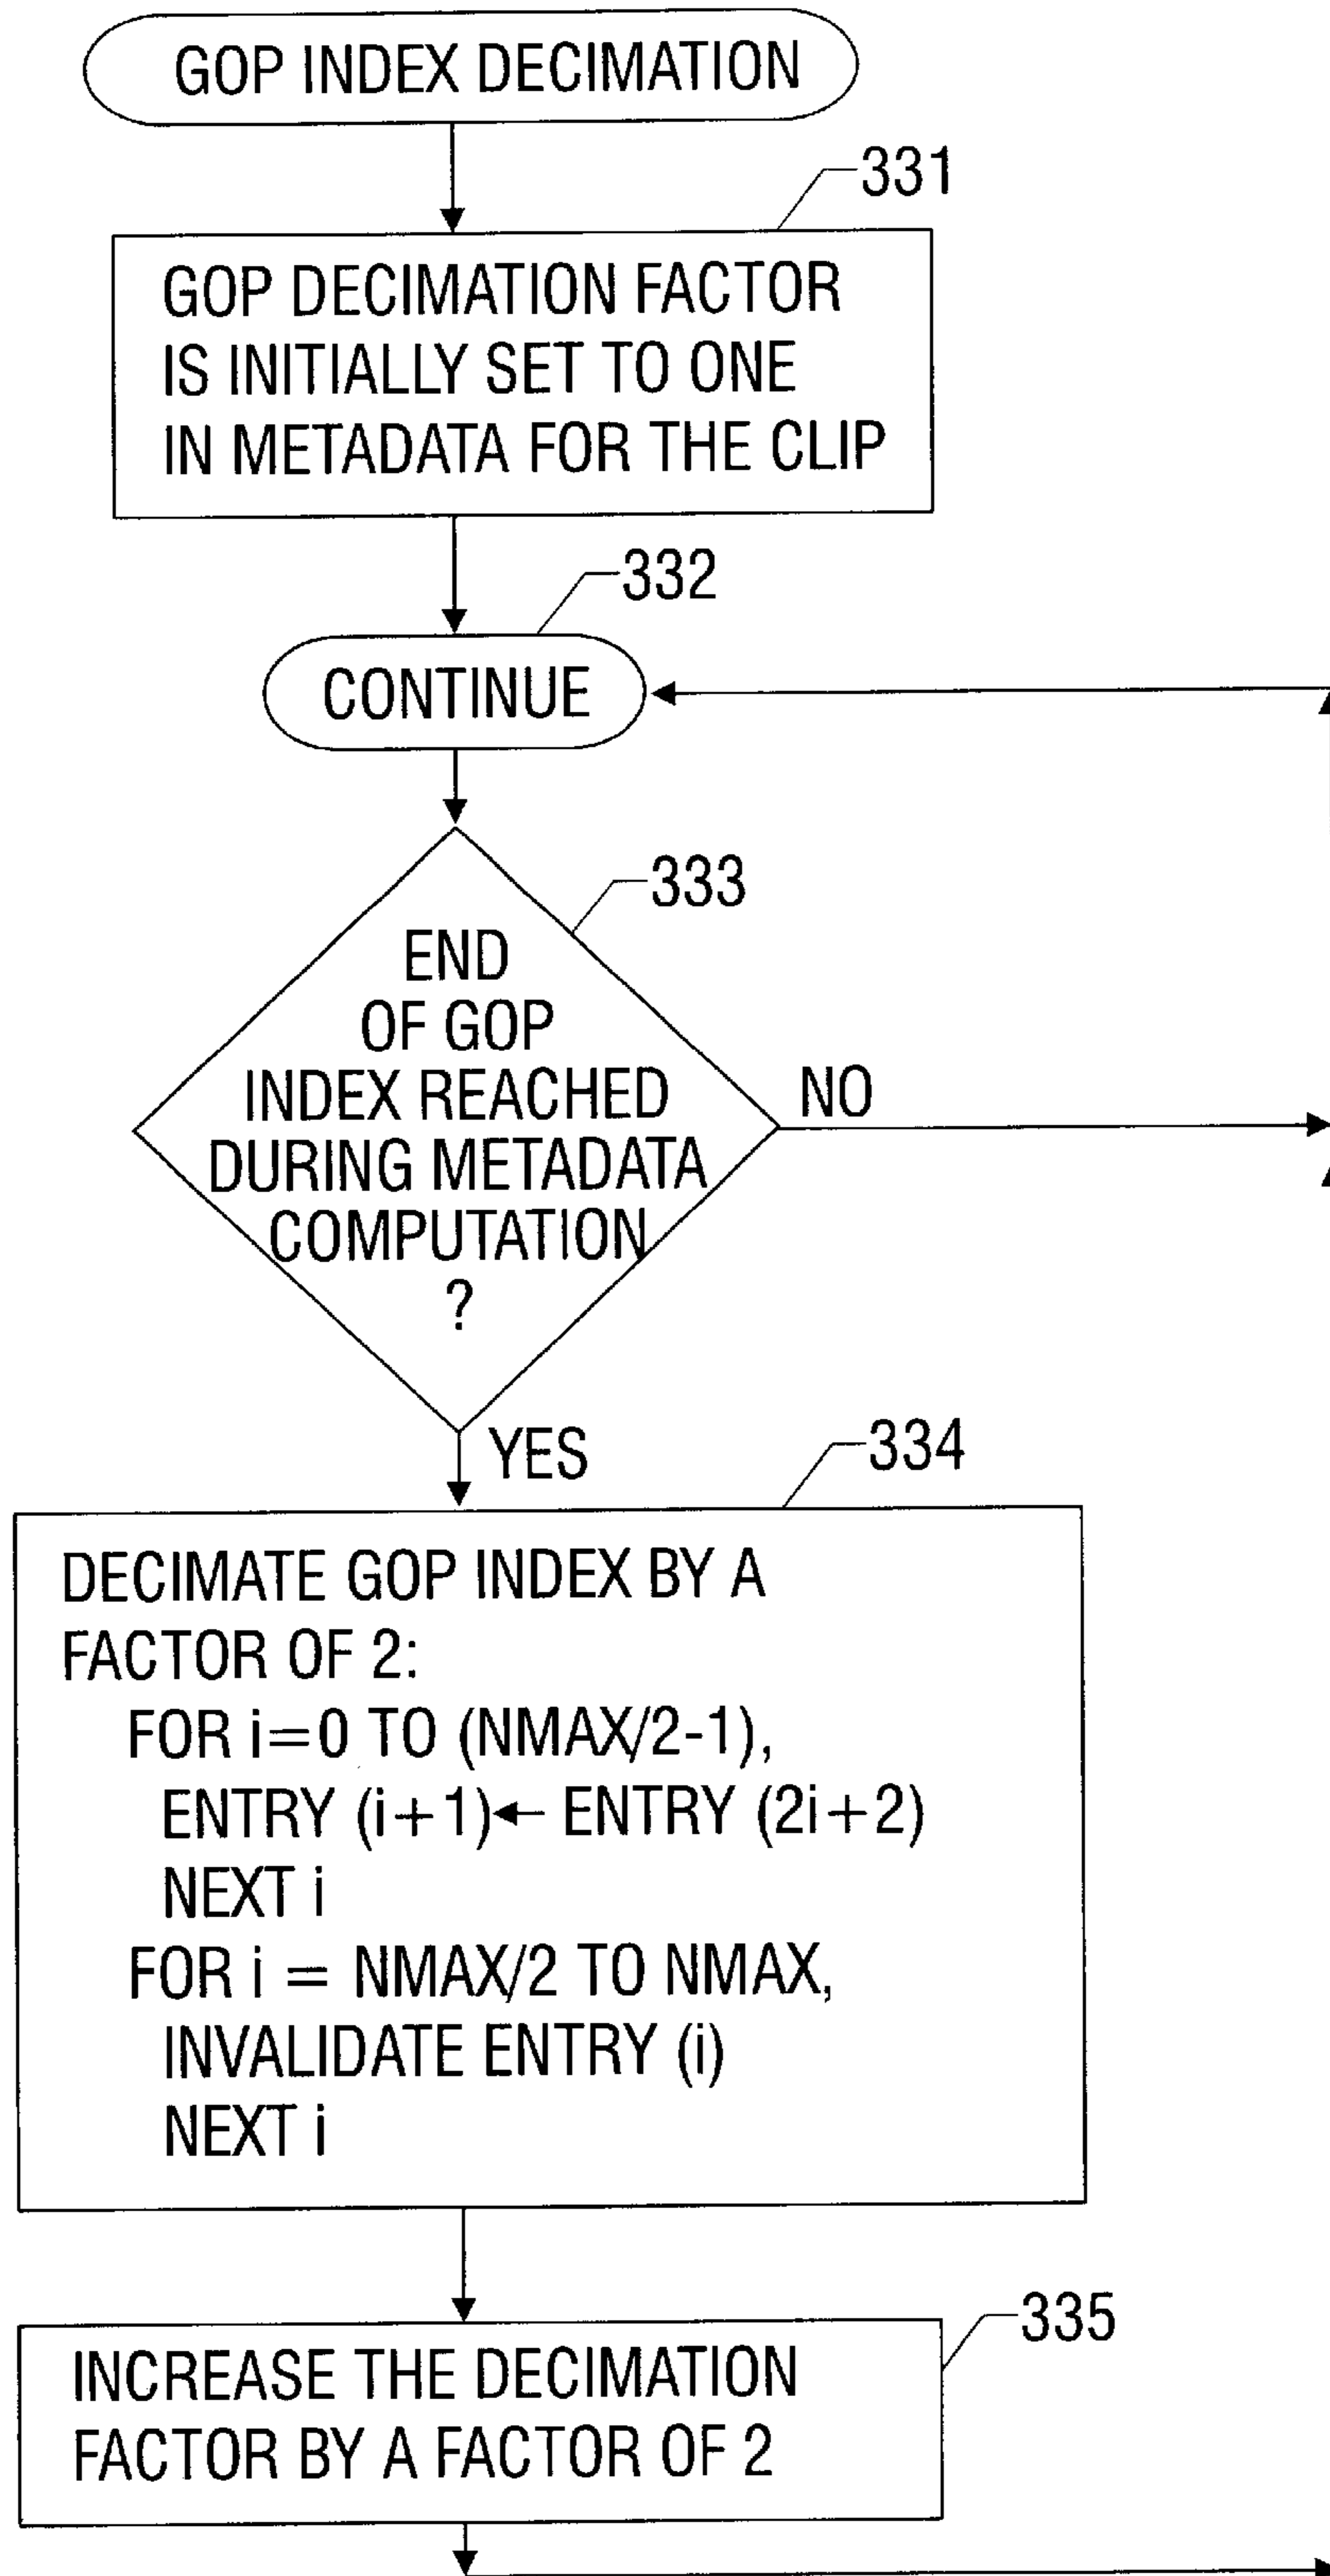 GOP INDEX DECIMATION
331
GOP DECIMATION FACTOR
IS INITIALLY SET TO ONE
IN METADATA FOR THE CLIP
332
CONTINUE
333
END
OF GOP
INDEX REACHED
DURING METADATA
COMPUTATION
?
NO
YES
334
DECIMATE GOP INDEX BY A
FACTOR OF 2:
FOR i=0 TO (NMAX/2-1),
ENTRY (i+1)← ENTRY (2i+2)
NEXT i
FOR i = NMAX/2 TO NMAX,
INVALIDATE ENTRY (i)
NEXT i
335
INCREASE THE DECIMATION
FACTOR BY A FACTOR OF 2